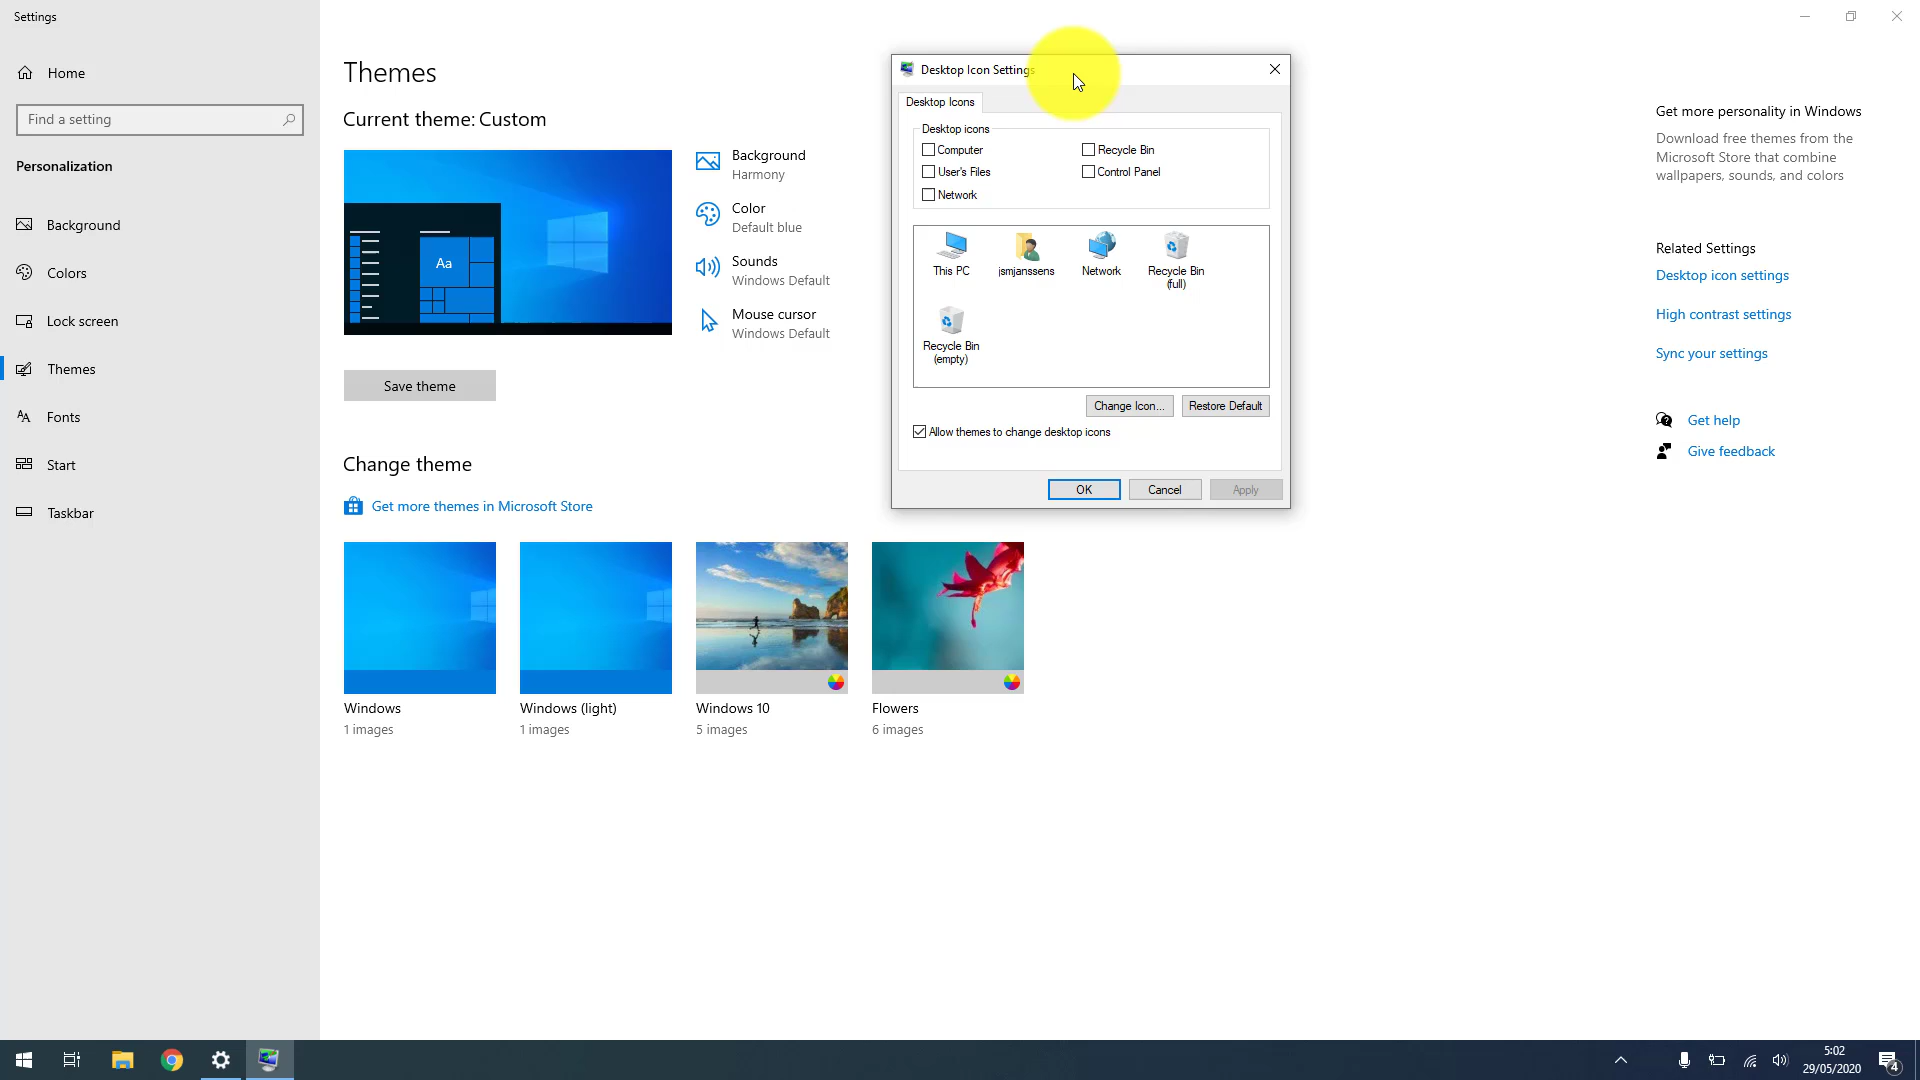 Settings
Home
Find a setting
Personalization
Background
Colors
Lock screen
Themes
Fonts
Start
Taskbar
Themes
Current theme: Custom
Aa
Background
Harmony
Color
Default blue
Sounds
Windows Default
Mouse cursor
Windows Default
Save theme
Change theme
Get more themes in Microsoft Store
Windows
1 images
Windows (light)
1 images
Windows 10
5 images
Flowers
6 images
Desktop Icon Settings
Desktop Icons
Desktop icons
Computer
Recycle Bin
User's Files
Control Panel
Network
This PC
jsmjanssens
Network
Recycle Bin
(full)
Recycle Bin
(empty)
Change Icon...
Restore Default
Allow themes to change desktop icons
OK
Cancel
Apply
Get more personality in Windows
Download free themes from the
Microsoft Store that combine
wallpapers, sounds, and colors
Related Settings
Desktop icon settings
High contrast settings
Sync your settings
Get help
Give feedback
5:02
29/05/2020
4